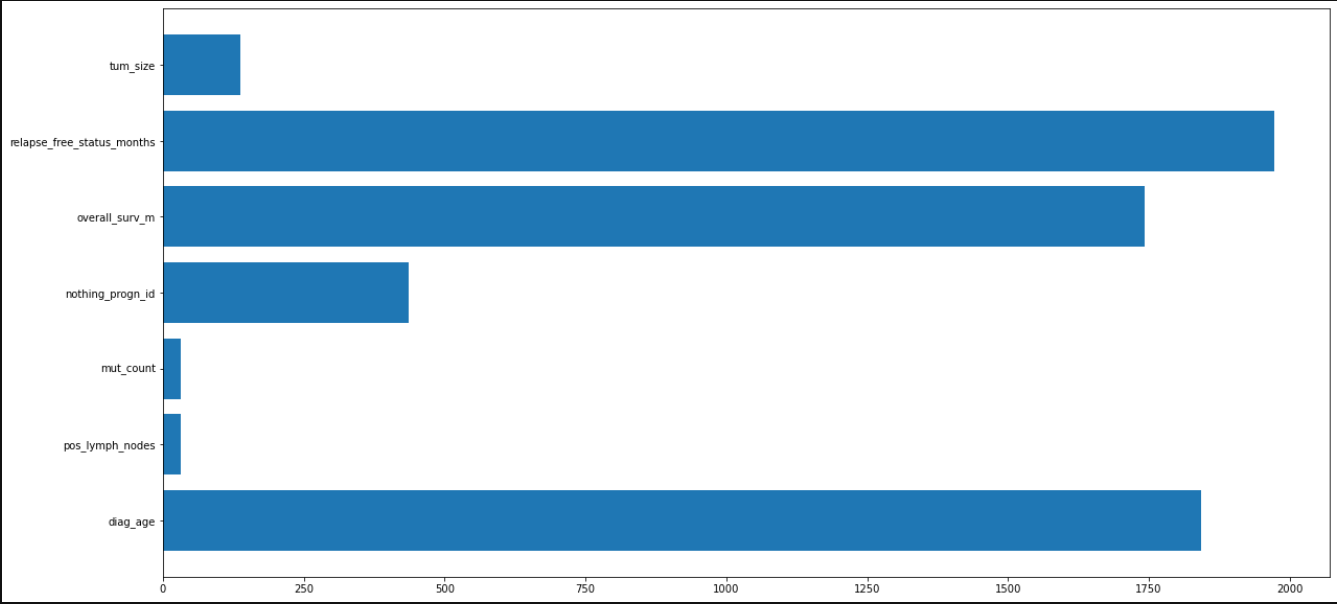 tum_size
relapse_free_status_months
overall_surv_m
nothing_progn_id
mut_count
pos_lymph_nodes
diag_age
0 250 500 750 1000 1250 1500 1750 2000